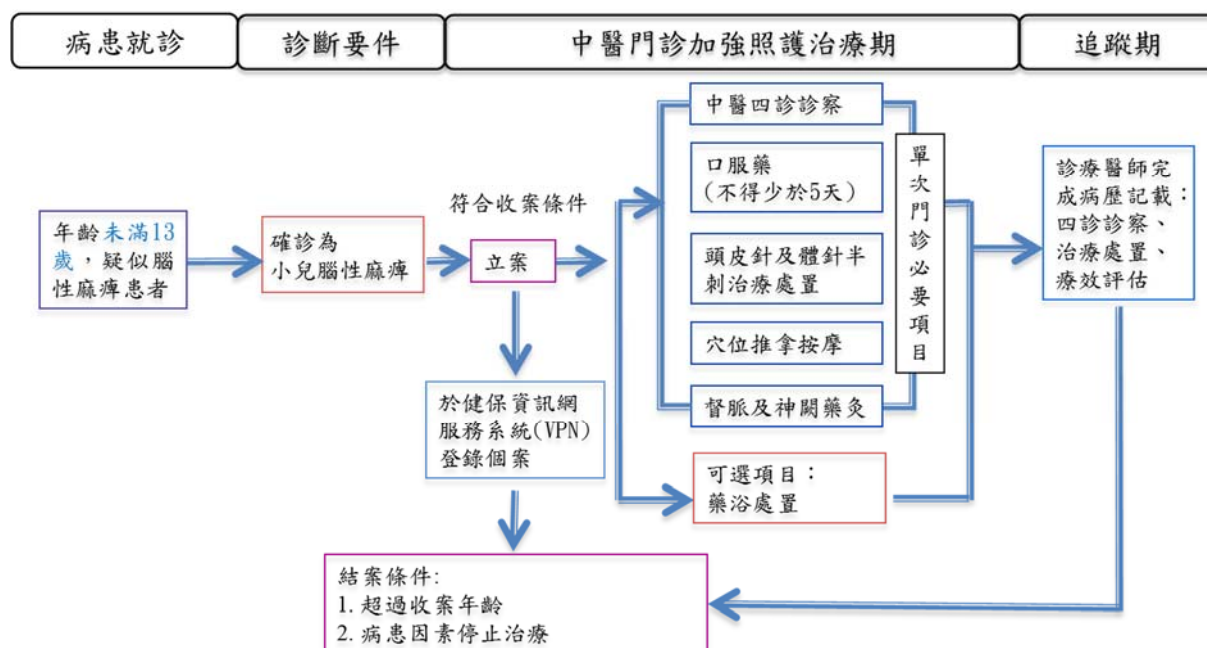 病患就診
診斷要件
中醫門診加強照護治療期
追蹤期
年齡未滿13
歲，疑似腦
性麻痺患者
確診為
小兒腦性麻痺
符合收案條件
立案
於健保資訊網
服務系統(VPN)
登錄個案
中醫四診診察
口服藥
(不得少於5天)
頭皮針及體針半
刺治療處置
穴位推拿按摩
督脈及神闕藥灸
單次門診必要項目
可選項目：
藥浴處置
診療醫師完
成病歷記載：
四診診察、
治療處置、
療效評估
結案條件:
1. 超過收案年齡
2. 病患因素停止治療